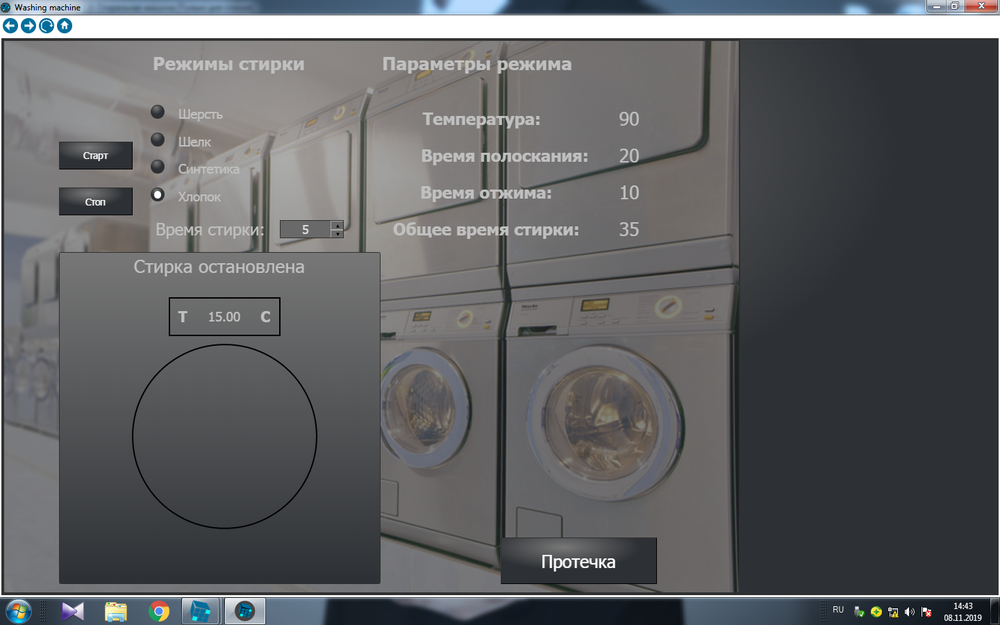 Washing machine
Режимы стирки
Параметры режима
Шерсть
Шелк
Синтетика
Хлопок
Старт
Стоп
Время стирки: 5
Температура: 90
Время полоскания: 20
Время отжима: 10
Общее время стирки: 35
Стирка остановлена
T 15.00 C
Miele
Протечка
RU
14:43
08.11.2019